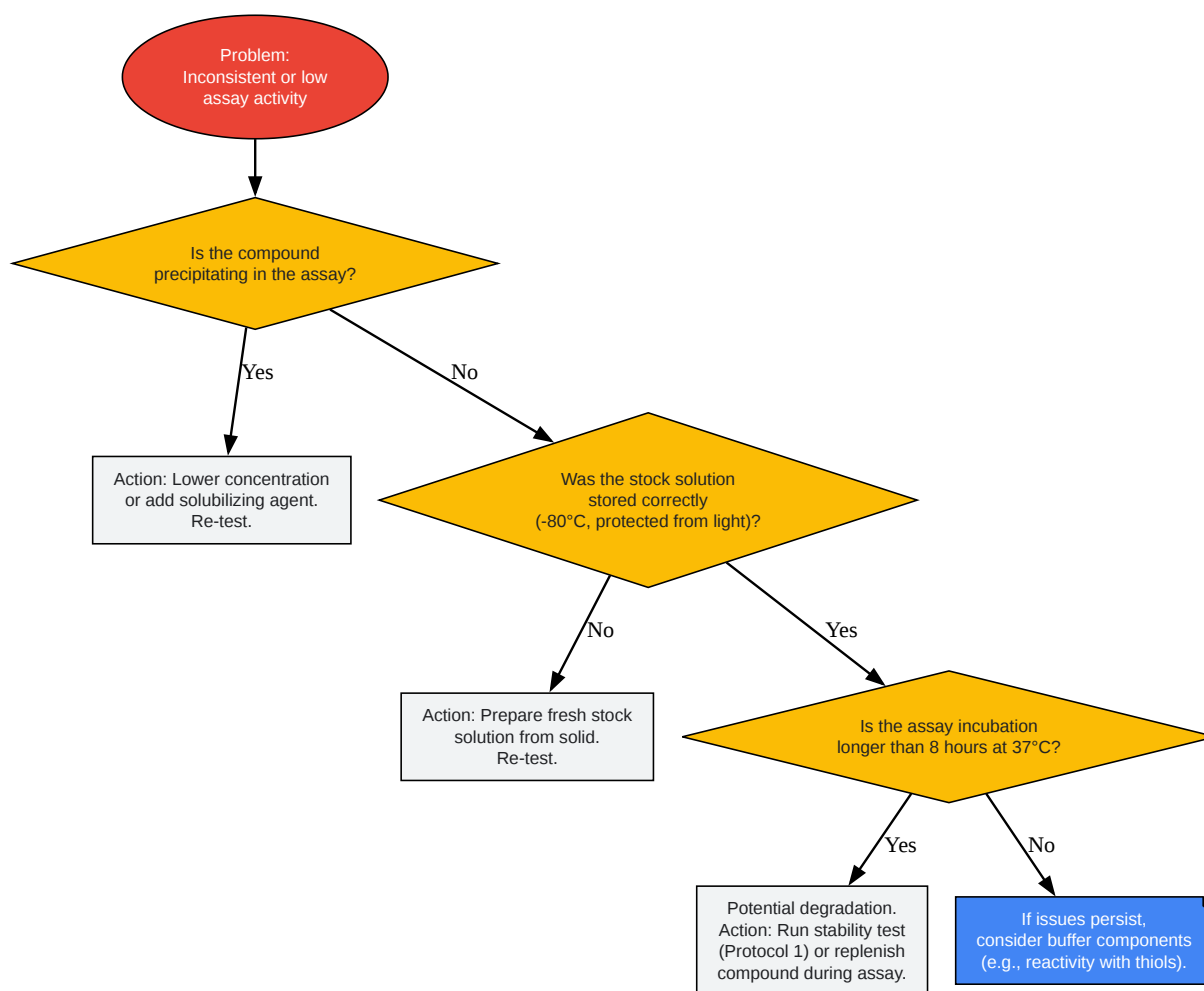 Problem:
Inconsistent or low
assay activity
Is the compound
precipitating in the assay?
Yes
No
Action: Lower concentration
or add solubilizing agent.
Re-test.
Was the stock solution
stored correctly
(-80°C, protected from light)?
No
Yes
Action: Prepare fresh stock
solution from solid.
Re-test.
Is the assay incubation
longer than 8 hours at 37°C?
Yes
No
Potential degradation.
Action: Run stability test
(Protocol 1) or replenish
compound during assay.
If issues persist,
consider buffer components
(e.g., reactivity with thiols).